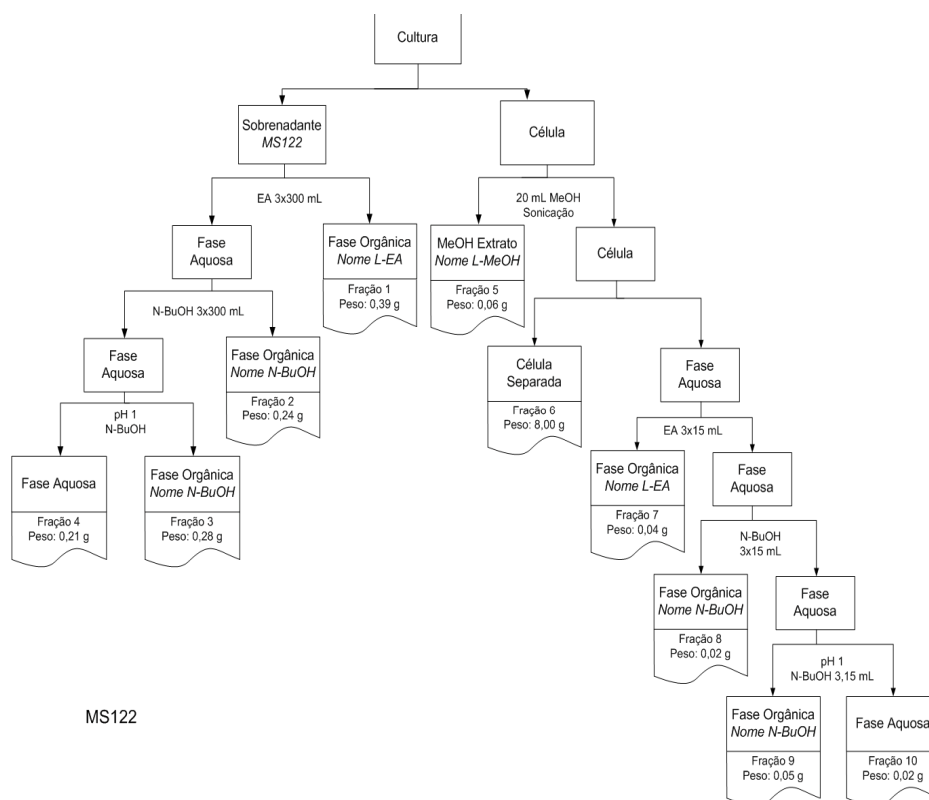 Cultura
Sobrenadante
MS122
Célula
EA 3x300 mL
20 mL MeOH
Sonicação
Fase
Aquosa
Fase Orgânica
Nome L-EA
Fração 1
Peso: 0,39 g
MeOH Extrato
Nome L-MeOH
Fração 5
Peso: 0,06 g
Célula
N-BuOH 3x300 mL
Fase
Aquosa
Fase Orgânica
Nome N-BuOH
Fração 2
Peso: 0,24 g
Célula
Separada
Fração 6
Peso: 8,00 g
Fase
Aquosa
pH 1
N-BuOH
EA 3x15 mL
Fase Aquosa
Fração 4
Peso: 0,21 g
Fase Orgânica
Nome N-BuOH
Fração 3
Peso: 0,28 g
Fase Orgânica
Nome L-EA
Fração 7
Peso: 0,04 g
Fase
Aquosa
N-BuOH
3x15 mL
Fase Orgânica
Nome N-BuOH
Fração 8
Peso: 0,02 g
Fase
Aquosa
pH 1
N-BuOH 3,15 mL
MS122
Fase Orgânica
Nome N-BuOH
Fração 9
Peso: 0,05 g
Fase Aquosa
Fração 10
Peso: 0,02 g